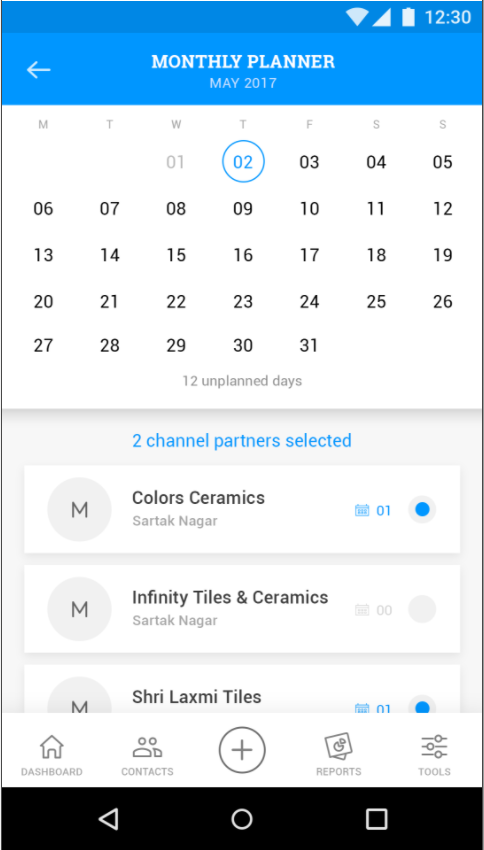 12:30
MONTHLY PLANNER
MAY 2017
M T W T F S S
01 02 03 04 05
06 07 08 09 10 11 12
13 14 15 16 17 18 19
20 21 22 23 24 25 26
27 28 29 30 31
12 unplanned days
2 channel partners selected
M
Colors Ceramics
Sartak Nagar
01
M
Infinity Tiles & Ceramics
Sartak Nagar
00
M
Shri Laxmi Tiles
01
DASHBOARD CONTACTS REPORTS TOOLS